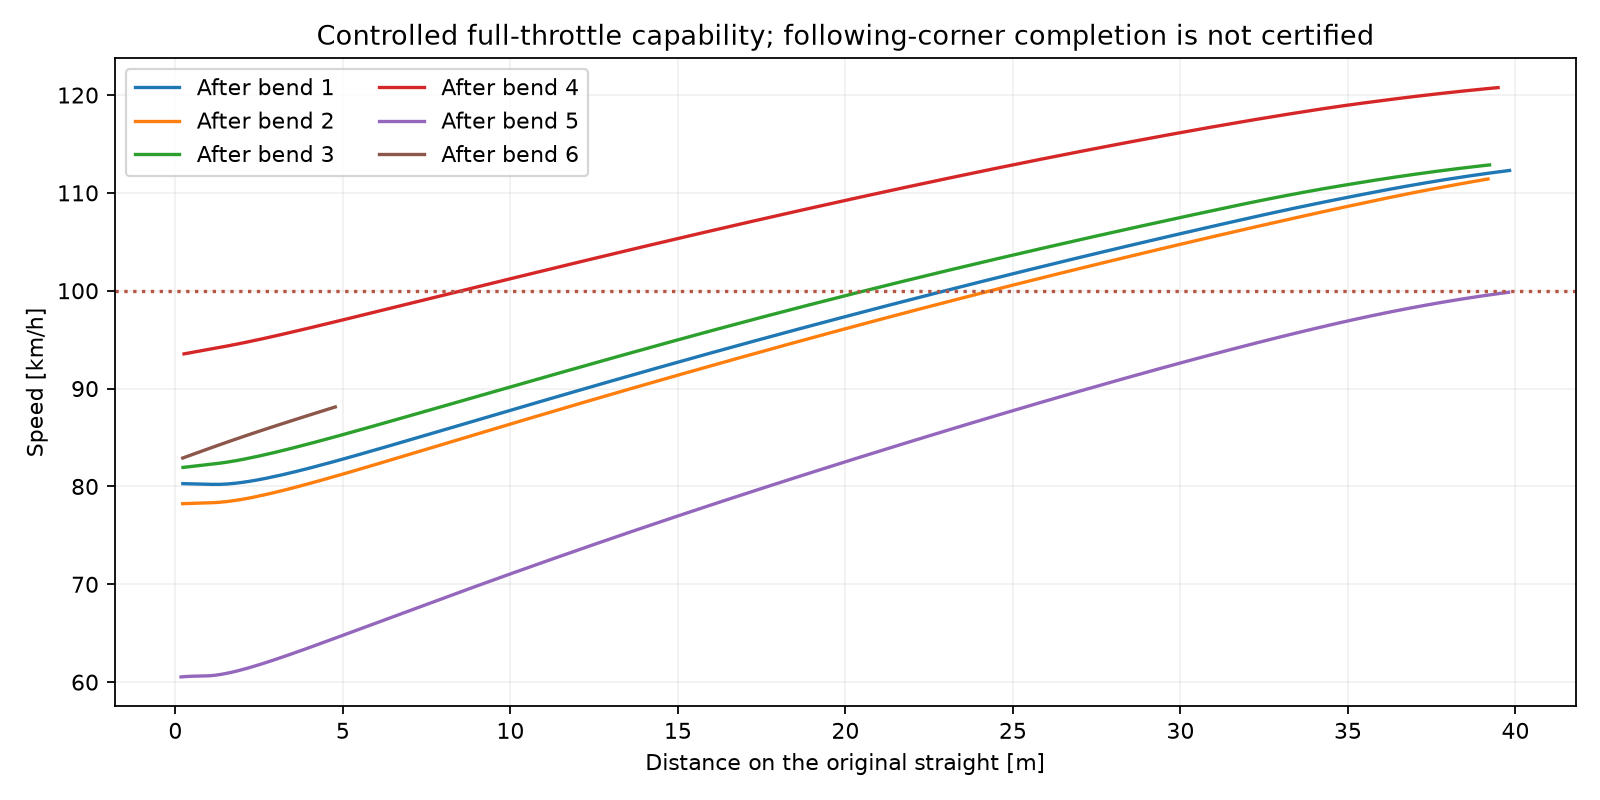 Controlled full-throttle capability; following-corner completion is not certified
After bend 1
After bend 2
After bend 3
After bend 4
After bend 5
After bend 6
Speed [km/h]
120
110
100
90
80
70
60
0 5 10 15 20 25 30 35 40
Distance on the original straight [m]